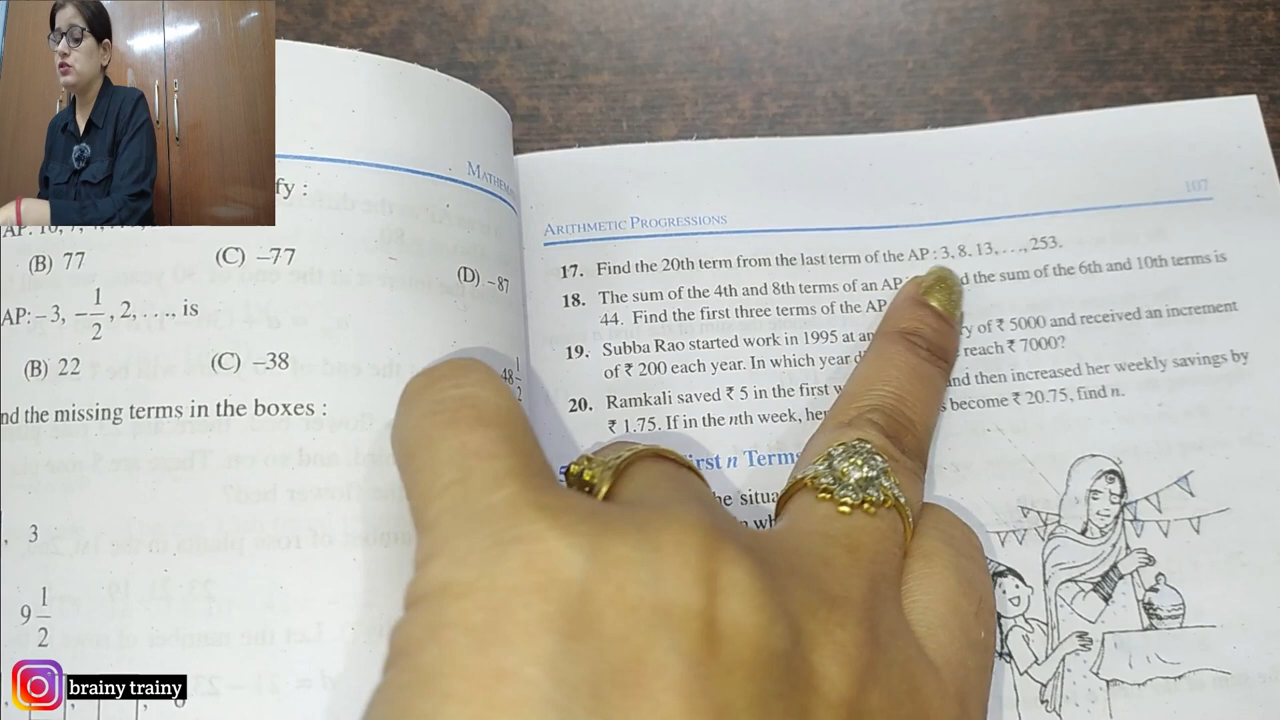 MATHEM
fy :
AP: 10, 7, 4,
(B) 77 (C) –77 (D) –87
AP: – 3, –1/2, 2, . . ., is
(B) 22 (C) –38 48 1/2
nd the missing terms in the boxes :
, 3
9 1/2
ARITHMETIC PROGRESSIONS 107
17. Find the 20th term from the last term of the AP : 3, 8, 13, . . ., 253.
18. The sum of the 4th and 8th terms of an AP d the sum of the 6th and 10th terms is
44. Find the first three terms of the AP
19. Subba Rao started work in 1995 at an y of ₹ 5000 and received an increment
of ₹ 200 each year. In which year d reach ₹ 7000?
20. Ramkali saved ₹ 5 in the first w and then increased her weekly savings by
₹ 1.75. If in the nth week, her s become ₹ 20.75, find n.
irst n Terms
he situa
wh
brainy trainy